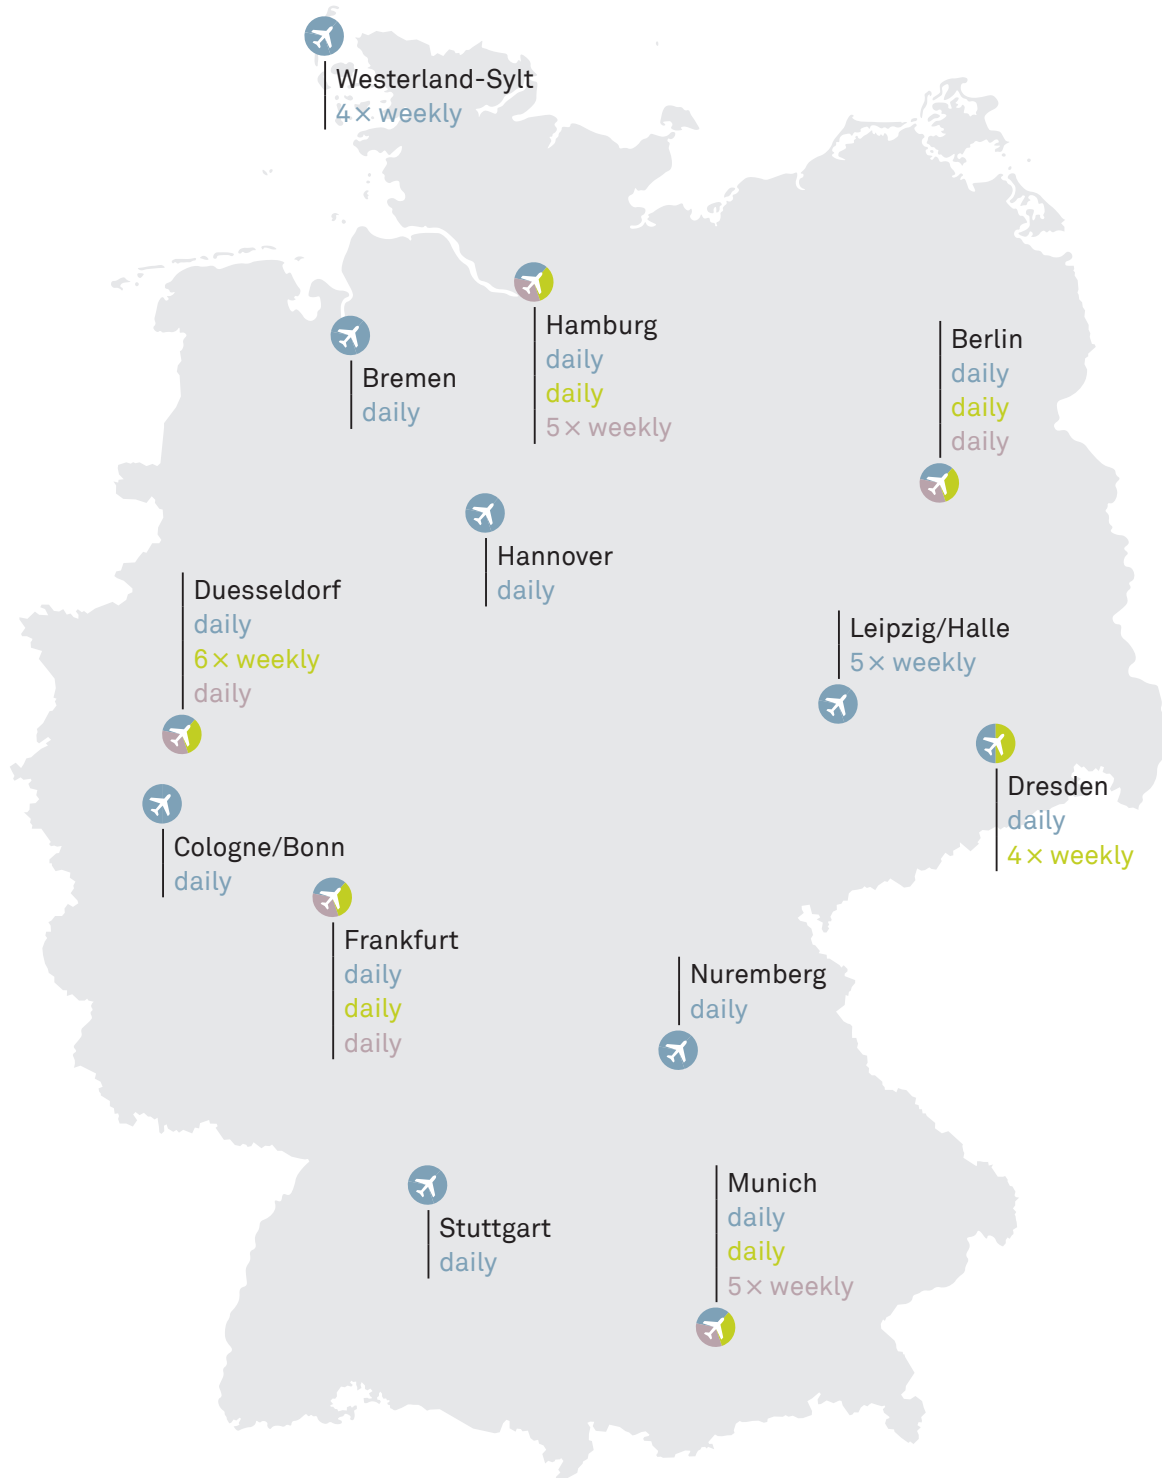 Westerland-Sylt
4× weekly
Hamburg
daily
daily
5× weekly
Bremen
daily
Berlin
daily
daily
daily
Hannover
daily
Duesseldorf
daily
6× weekly
daily
Leipzig/Halle
5× weekly
Dresden
daily
4× weekly
Cologne/Bonn
daily
Frankfurt
daily
daily
daily
Nuremberg
daily
Stuttgart
daily
Munich
daily
daily
5× weekly